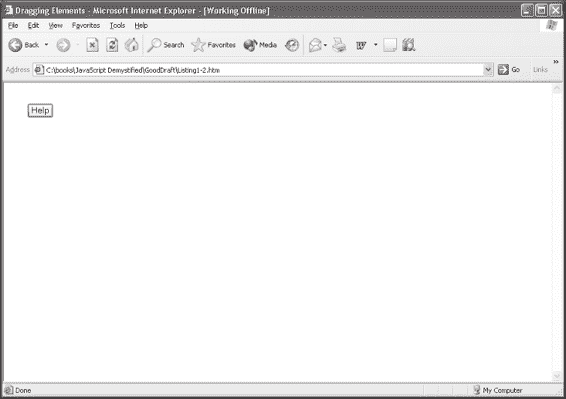 Dragging Elements - Microsoft Internet Explorer - [Working Offline]
File Edit View Favorites Tools Help
Back Search Favorites Media
Address C:\books\JavaScript Demystified\GoodDraft\Listing1-2.htm Go Links »
Help
Done My Computer